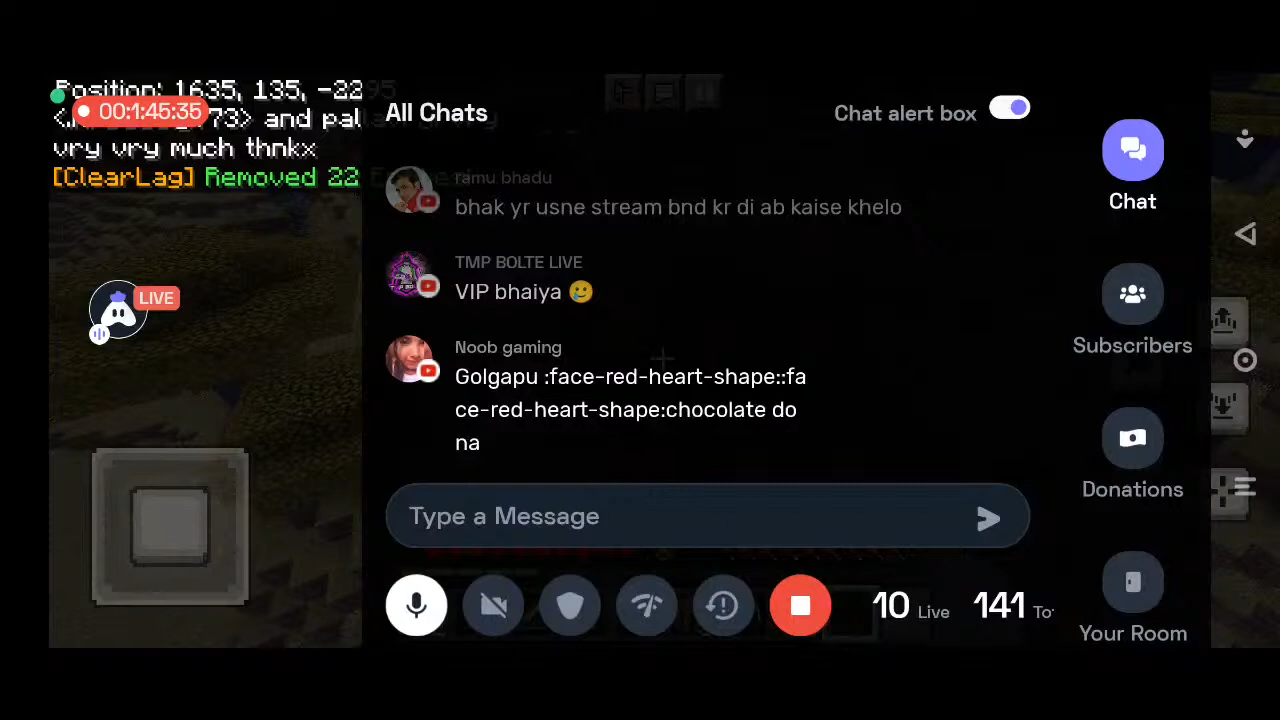 Position: 1635, 135, -2295
00:1:45:35
73> and pal
vry vry much thnkx
[ClearLag] Removed 22
LIVE
All Chats
Chat alert box
ramu bhadu
bhak yr usne stream bnd kr di ab kaise khelo
TMP BOLTE LIVE
VIP bhaiya 🥲
Noob gaming
Golgapu :face-red-heart-shape::fa
ce-red-heart-shape:chocolate do
na
Type a Message
10 Live 141 To
Chat
Subscribers
Donations
Your Room